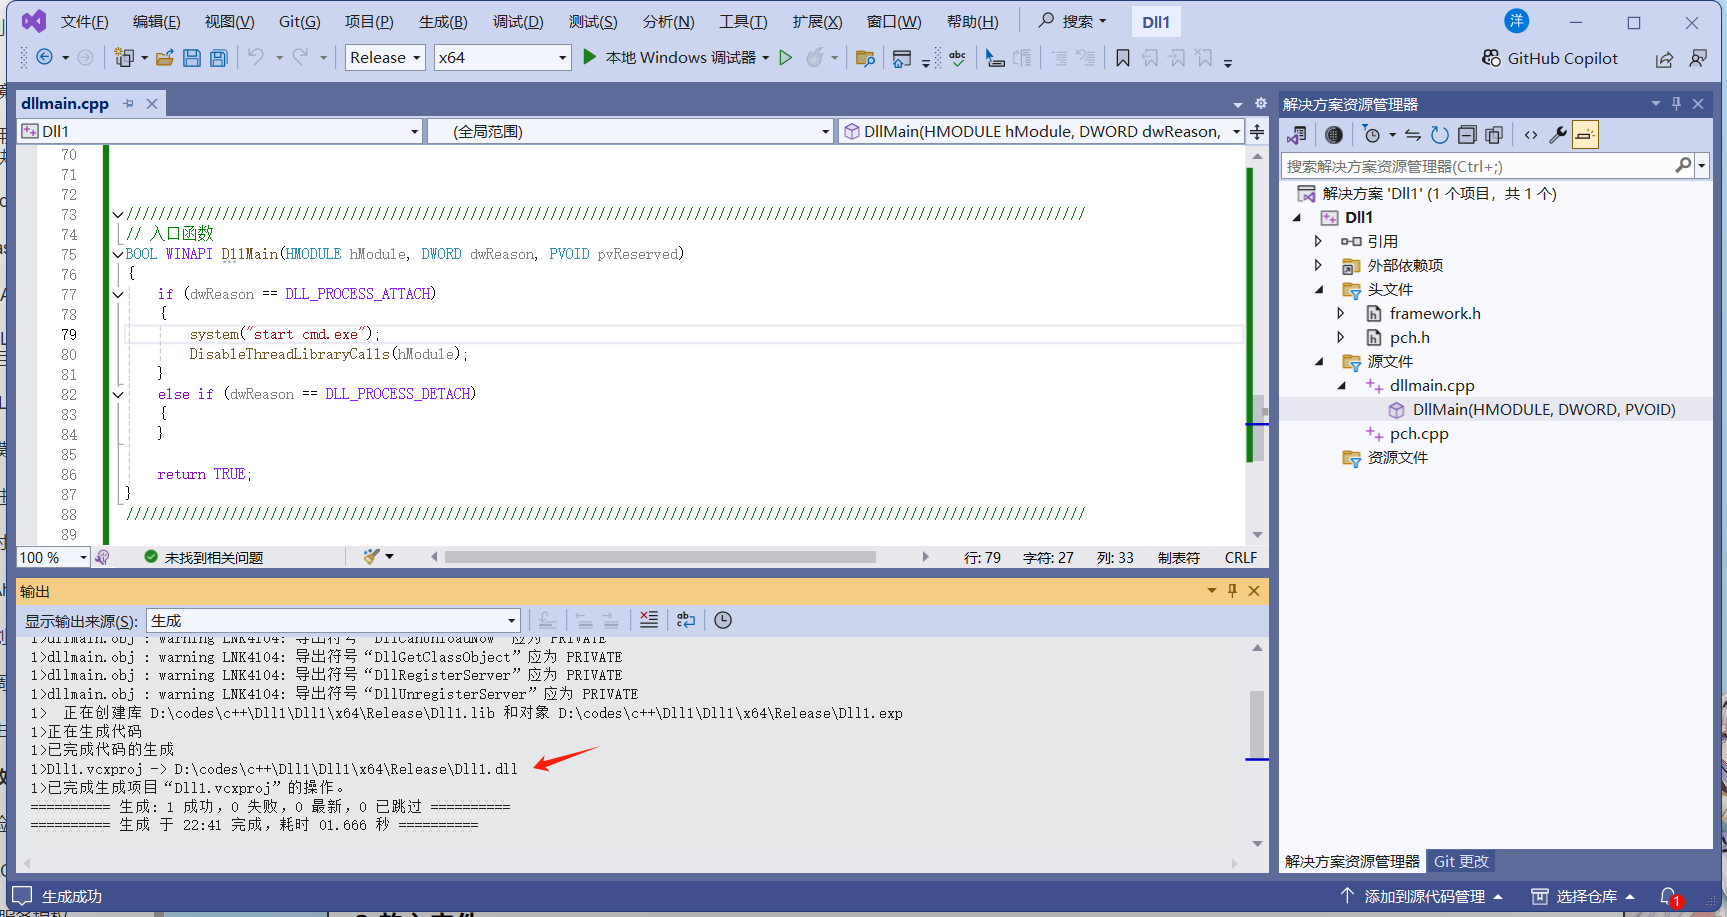 文件(F) 编辑(E) 视图(V) Git(G) 项目(P) 生成(B) 调试(D) 测试(S) 分析(N) 工具(T) 扩展(X) 窗口(W) 帮助(H) 搜索 Dll1 洋
Release x64 本地 Windows 调试器 abc GitHub Copilot
dllmain.cpp
Dll1 (全局范围) DllMain(HMODULE hModule, DWORD dwReason,
70
71
72
73 ////////////////////////////////////////////////////////////////////////////////////////////////////////////////////////
74 // 入口函数
75 BOOL WINAPI DllMain(HMODULE hModule, DWORD dwReason, PVOID pvReserved)
76 {
77 if (dwReason == DLL_PROCESS_ATTACH)
78 {
79 system("start cmd.exe");
80 DisableThreadLibraryCalls(hModule);
81 }
82 else if (dwReason == DLL_PROCESS_DETACH)
83 {
84 }
85
86 return TRUE;
87 }
88 ////////////////////////////////////////////////////////////////////////////////////////////////////////////////////////
89
100 % 未找到相关问题 行: 79 字符: 27 列: 33 制表符 CRLF
输出
显示输出来源(S): 生成
1>dllmain.obj : warning LNK4104: 导出符号“DllCanUnloadNow”应为 PRIVATE
1>dllmain.obj : warning LNK4104: 导出符号“DllGetClassObject”应为 PRIVATE
1>dllmain.obj : warning LNK4104: 导出符号“DllRegisterServer”应为 PRIVATE
1>dllmain.obj : warning LNK4104: 导出符号“DllUnregisterServer”应为 PRIVATE
1> 正在创建库 D:\codes\c++\Dll1\Dll1\x64\Release\Dll1.lib 和对象 D:\codes\c++\Dll1\Dll1\x64\Release\Dll1.exp
1>正在生成代码
1>已完成代码的生成
1>Dll1.vcxproj -> D:\codes\c++\Dll1\Dll1\x64\Release\Dll1.dll
1>已完成生成项目“Dll1.vcxproj”的操作。
========== 生成: 1 成功，0 失败，0 最新，0 已跳过 ==========
========== 生成 于 22:41 完成，耗时 01.666 秒 ==========
解决方案资源管理器
搜索解决方案资源管理器(Ctrl+;)
解决方案 'Dll1' (1 个项目，共 1 个)
Dll1
引用
外部依赖项
头文件
framework.h
pch.h
源文件
dllmain.cpp
DllMain(HMODULE, DWORD, PVOID)
pch.cpp
资源文件
解决方案资源管理器 Git 更改
生成成功 添加到源代码管理 选择仓库 1